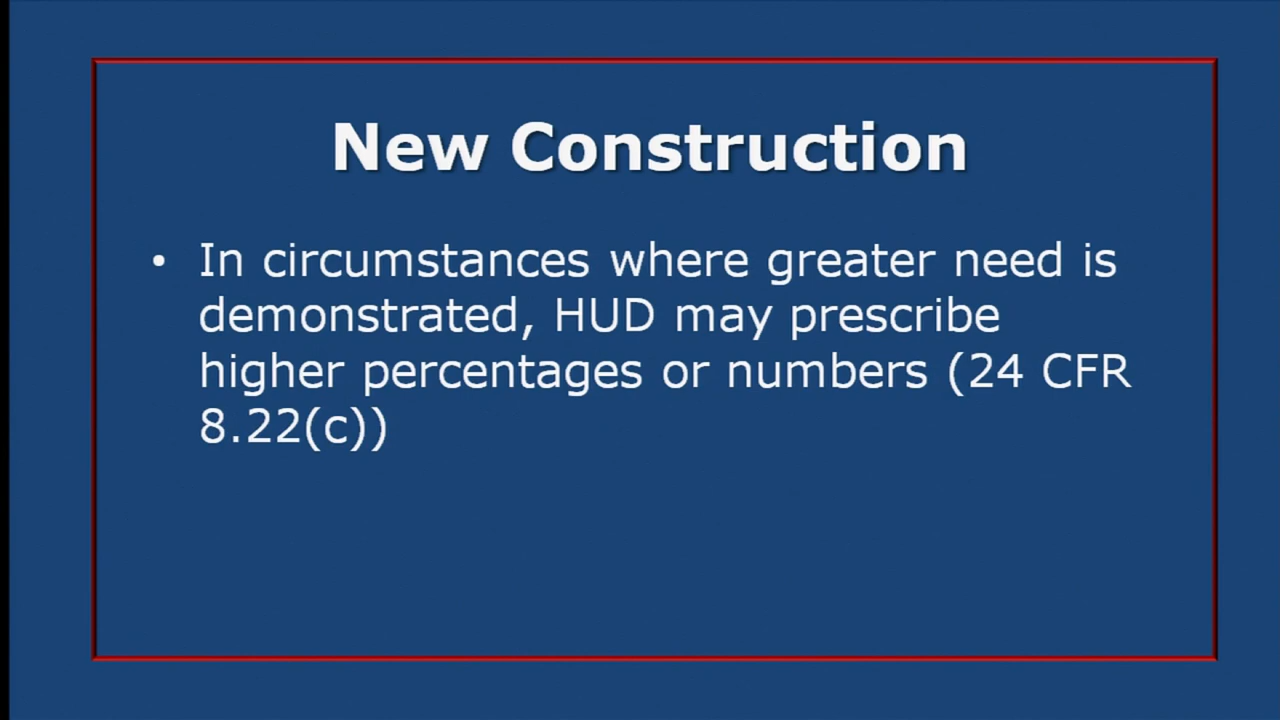 New Construction
• In circumstances where greater need is
demonstrated, HUD may prescribe
higher percentages or numbers (24 CFR
8.22(c))